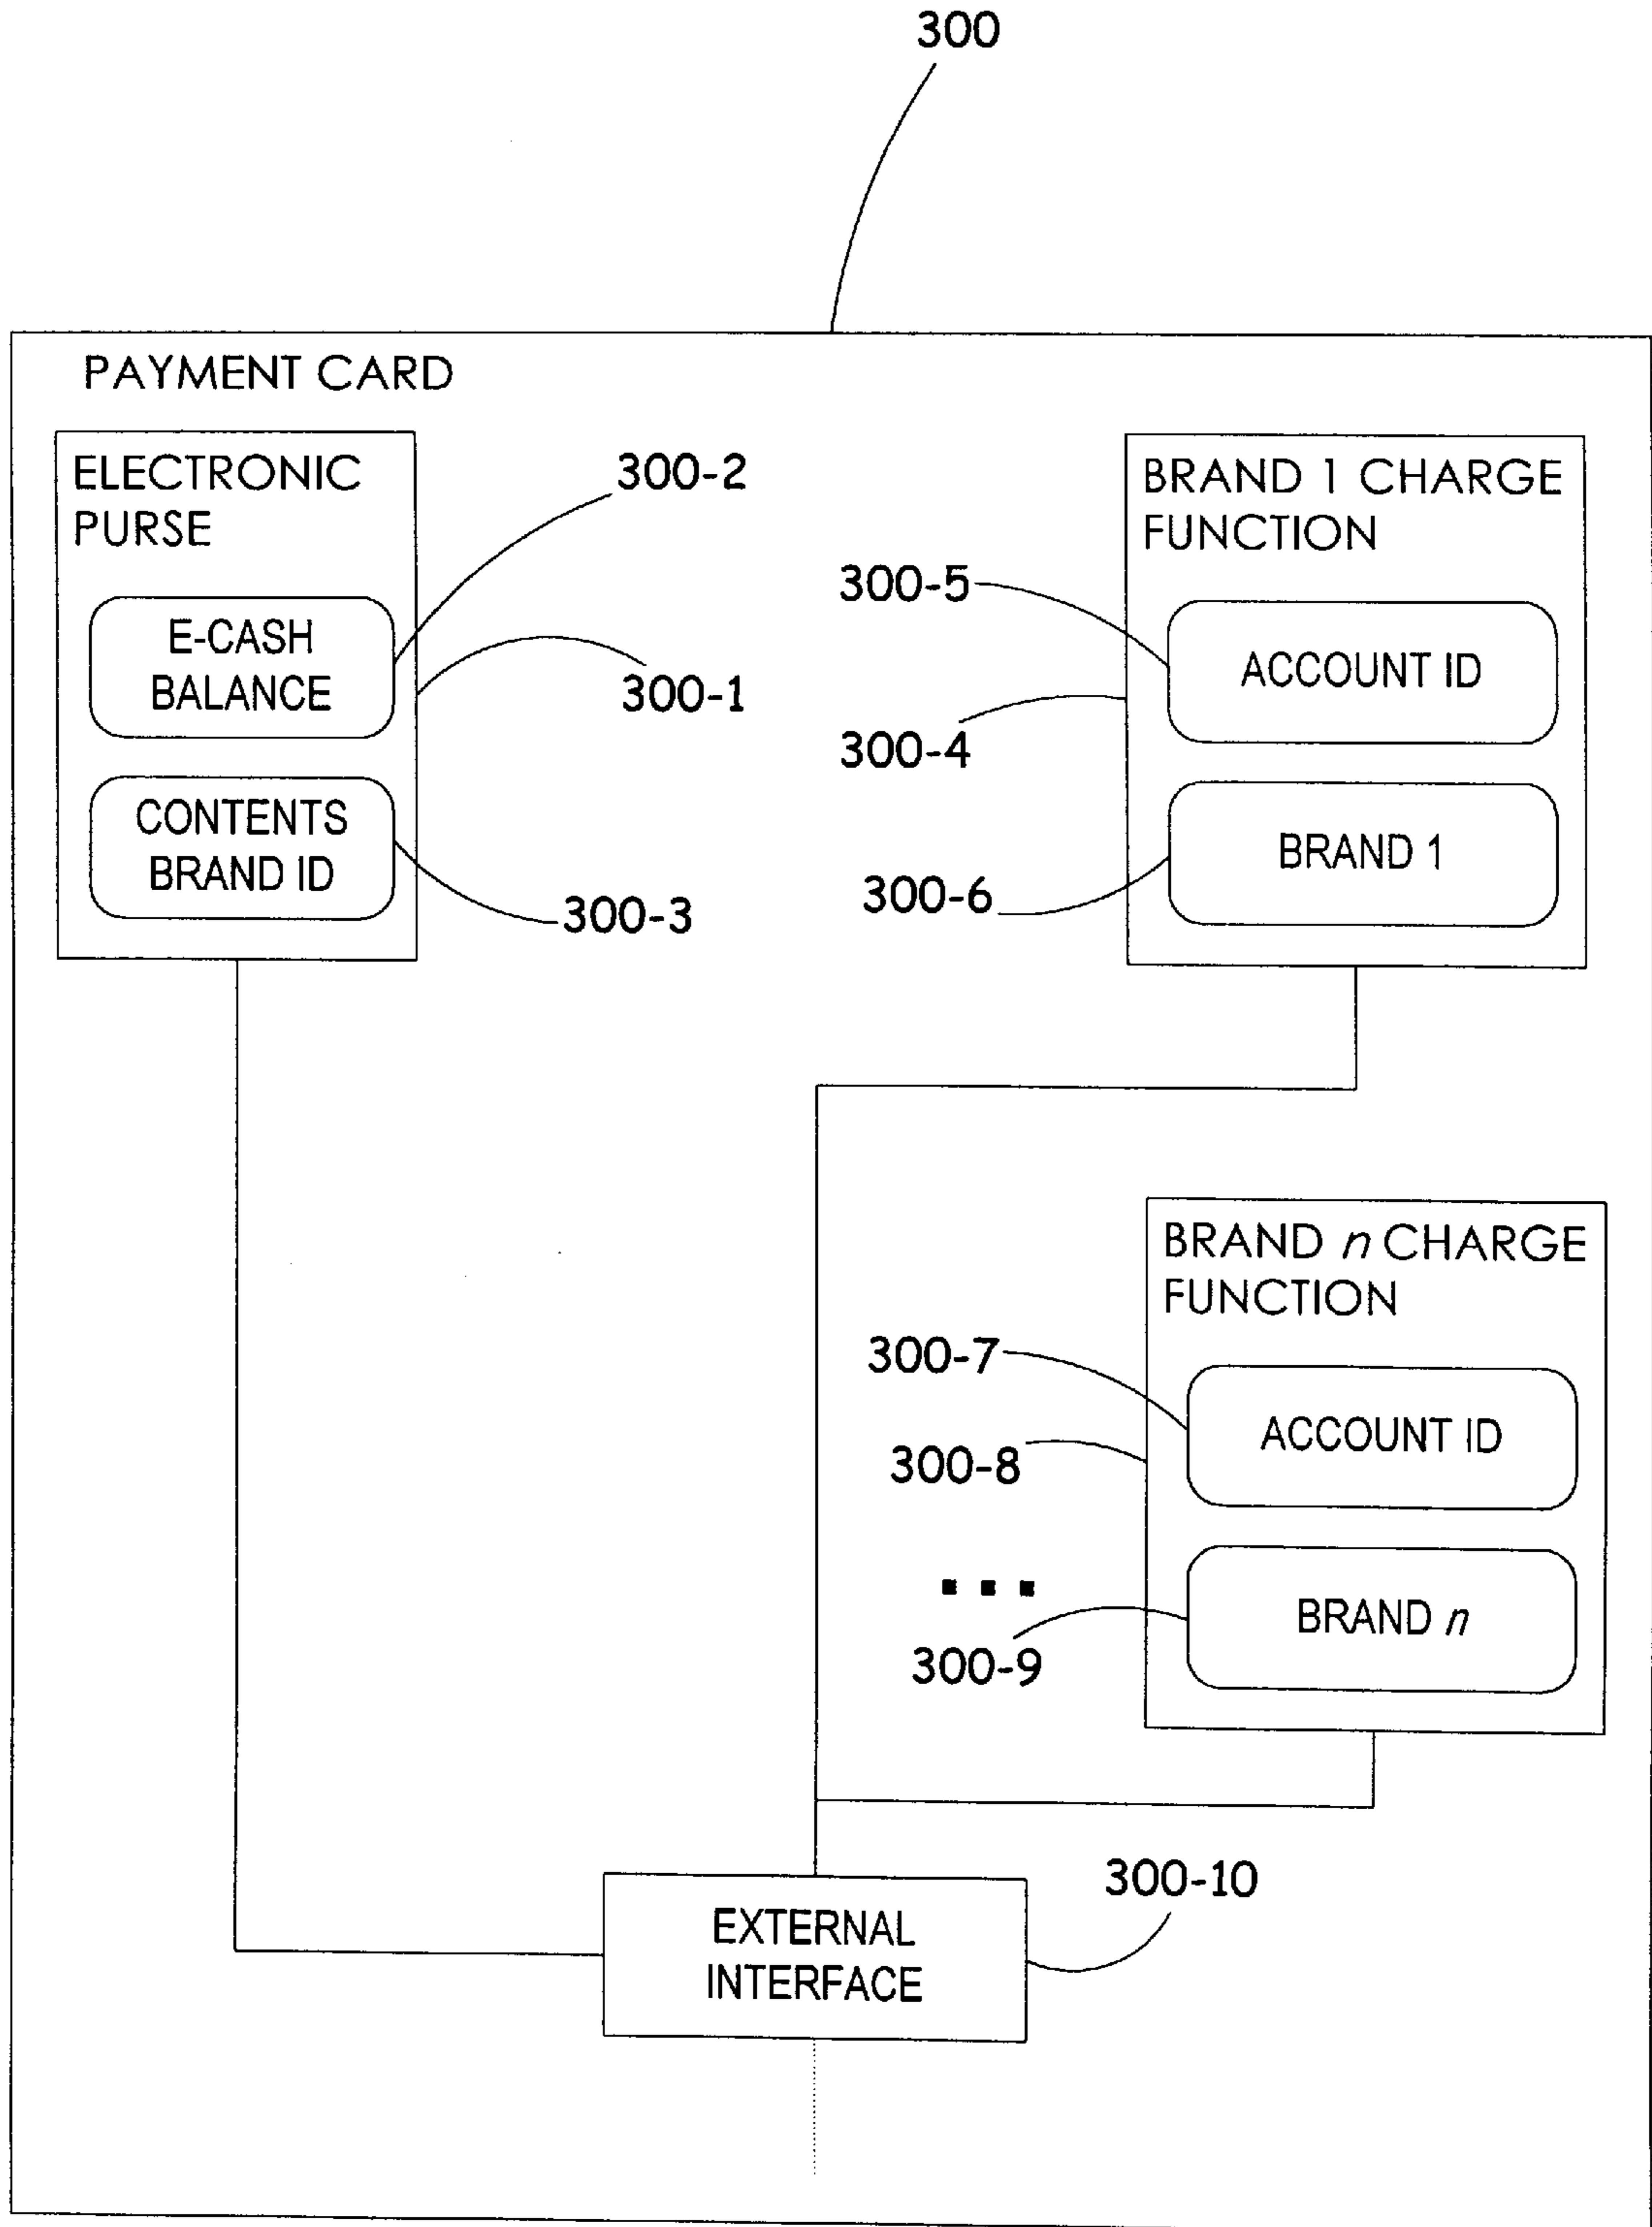 300
PAYMENT CARD
ELECTRONIC
PURSE
300-2
E-CASH
BALANCE
300-1
CONTENTS
BRAND ID
300-3
BRAND 1 CHARGE
FUNCTION
300-5
ACCOUNT ID
300-4
BRAND 1
300-6
BRAND n CHARGE
FUNCTION
300-7
ACCOUNT ID
300-8
...
BRAND n
300-9
300-10
EXTERNAL
INTERFACE